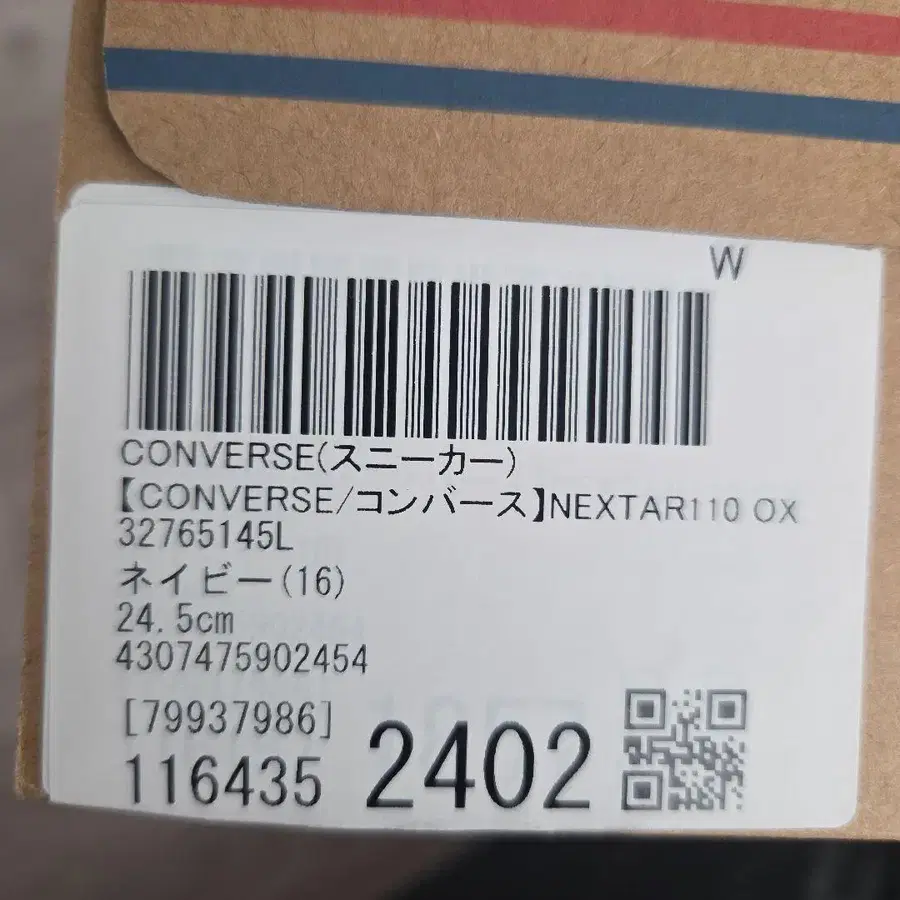 W
CONVERSE(スニーカー)
【CONVERSE/コンバース】NEXTAR110 OX
32765145L
ネイビー(16)
24.5cm
4307475902454
[79937986]
116435 2402